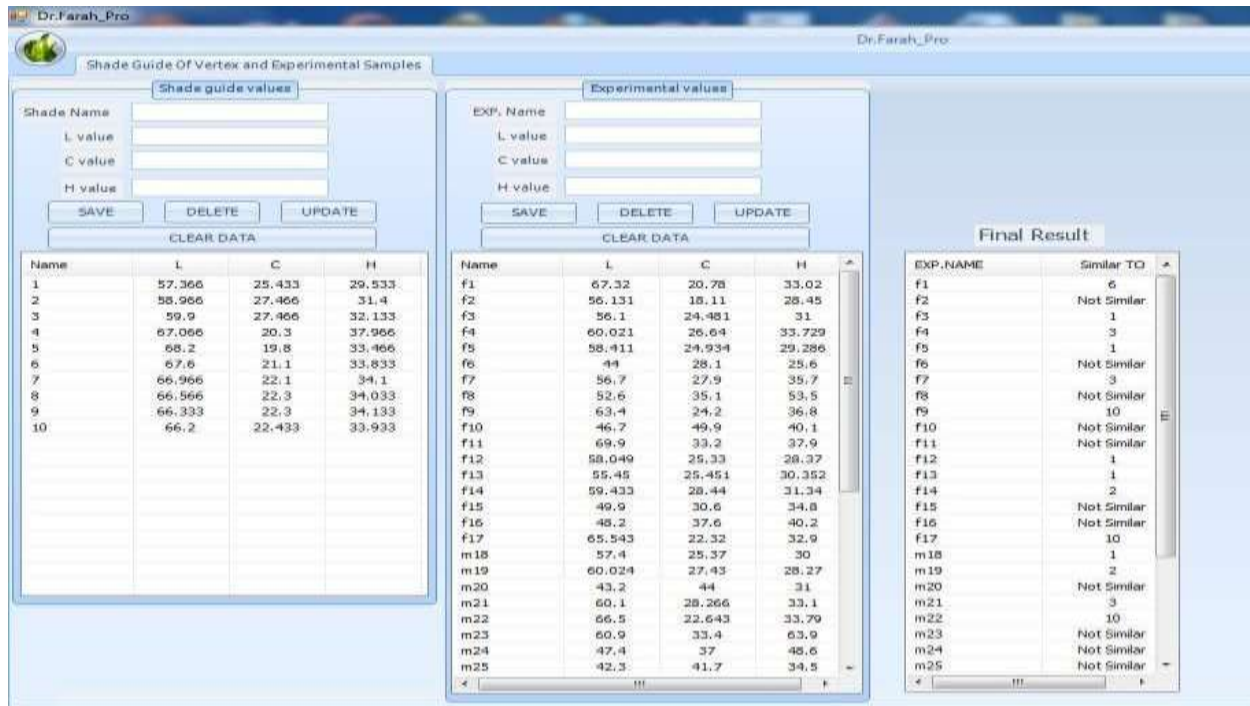 Dr.Farah_Pro
Dr.Farah_Pro
Shade Guide Of Vertex and Experimental Samples
Shade guide values
Shade Name
L value
C value
H value
SAVE DELETE UPDATE
CLEAR DATA
Name L C H
1 57.366 25.433 29.533
2 58.966 27.466 31.4
3 59.9 27.466 32.133
4 67.066 20.3 37.966
5 68.2 19.8 33.466
6 67.6 21.1 33.833
7 66.966 22.1 34.1
8 66.566 22.3 34.033
9 66.333 22.3 34.133
10 66.2 22.433 33.933
Experimental values
EXP. Name
L value
C value
H value
SAVE DELETE UPDATE
CLEAR DATA
Name L C H
f1 67.32 20.78 33.02
f2 56.131 18.11 28.45
f3 56.1 24.481 31
f4 60.021 26.64 33.729
f5 58.411 24.934 29.286
f6 44 28.1 25.6
f7 56.7 27.9 35.7
f8 52.6 35.1 53.5
f9 63.4 24.2 36.8
f10 46.7 49.9 40.1
f11 69.9 33.2 37.9
f12 58.049 25.33 28.37
f13 55.45 25.451 30.352
f14 59.433 28.44 31.34
f15 49.9 30.6 34.8
f16 48.2 37.6 40.2
f17 65.543 22.32 32.9
m18 57.4 25.37 30
m19 60.024 27.43 28.27
m20 43.2 44 31
m21 60.1 28.266 33.1
m22 66.5 22.643 33.79
m23 60.9 33.4 63.9
m24 47.4 37 48.6
m25 42.3 41.7 34.5
Final Result
EXP.NAME Similar TO
f1 6
f2 Not Similar
f3 1
f4 3
f5 1
f6 Not Similar
f7 3
f8 Not Similar
f9 10
f10 Not Similar
f11 Not Similar
f12 1
f13 1
f14 2
f15 Not Similar
f16 Not Similar
f17 10
m18 1
m19 2
m20 Not Similar
m21 3
m22 10
m23 Not Similar
m24 Not Similar
m25 Not Similar